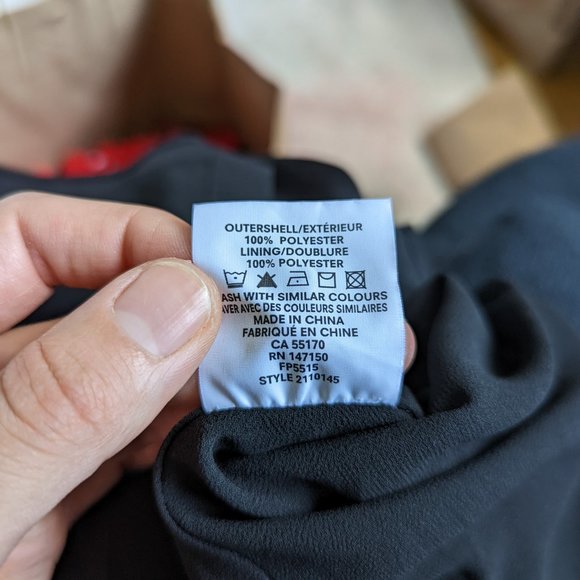 OUTERSHELL/EXTÉRIEUR
100% POLYESTER
LINING/DOUBLURE
100% POLYESTER
ASH WITH SIMILAR COLOURS
AVER AVEC DES COULEURS SIMILAIRES
MADE IN CHINA
FABRIQUÉ EN CHINE
CA 55170
RN 147150
FP5515
STYLE 2110145